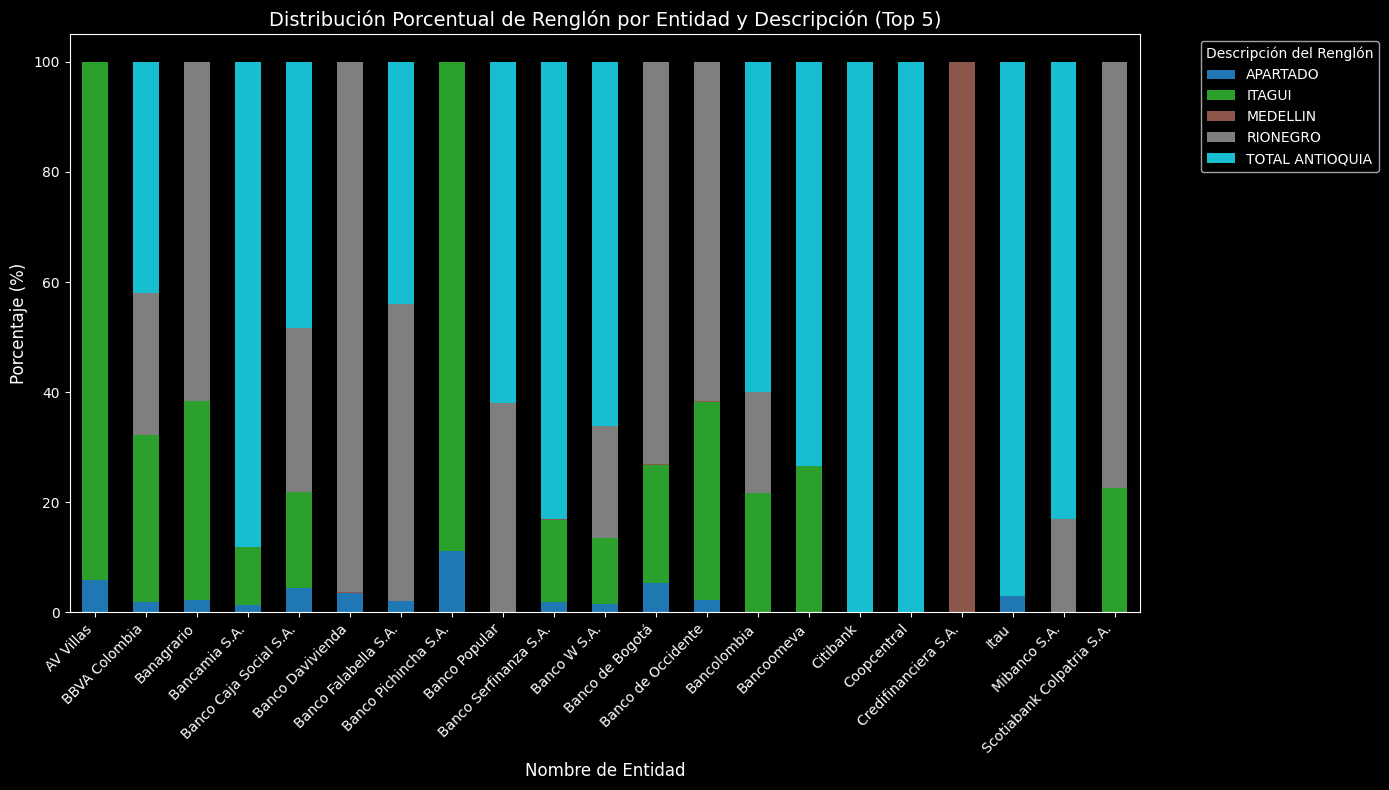 Distribución Porcentual de Renglón por Entidad y Descripción (Top 5)
Porcentaje (%)
100
80
60
40
20
0
AV Villas
BBVA Colombia
Banagrario
Bancamia S.A.
Banco Caja Social S.A.
Banco Davivienda
Banco Falabella S.A.
Banco Pichincha S.A.
Banco Popular
Banco Serfinanza S.A.
Banco W S.A.
Banco de Bogotá
Banco de Occidente
Bancolombia
Bancoomeva
Citibank
Coopcentral
Credifinanciera S.A.
Itau
Mibanco S.A.
Scotiabank Colpatria S.A.
Nombre de Entidad
Descripción del Renglón
APARTADO
ITAGUI
MEDELLIN
RIONEGRO
TOTAL ANTIOQUIA